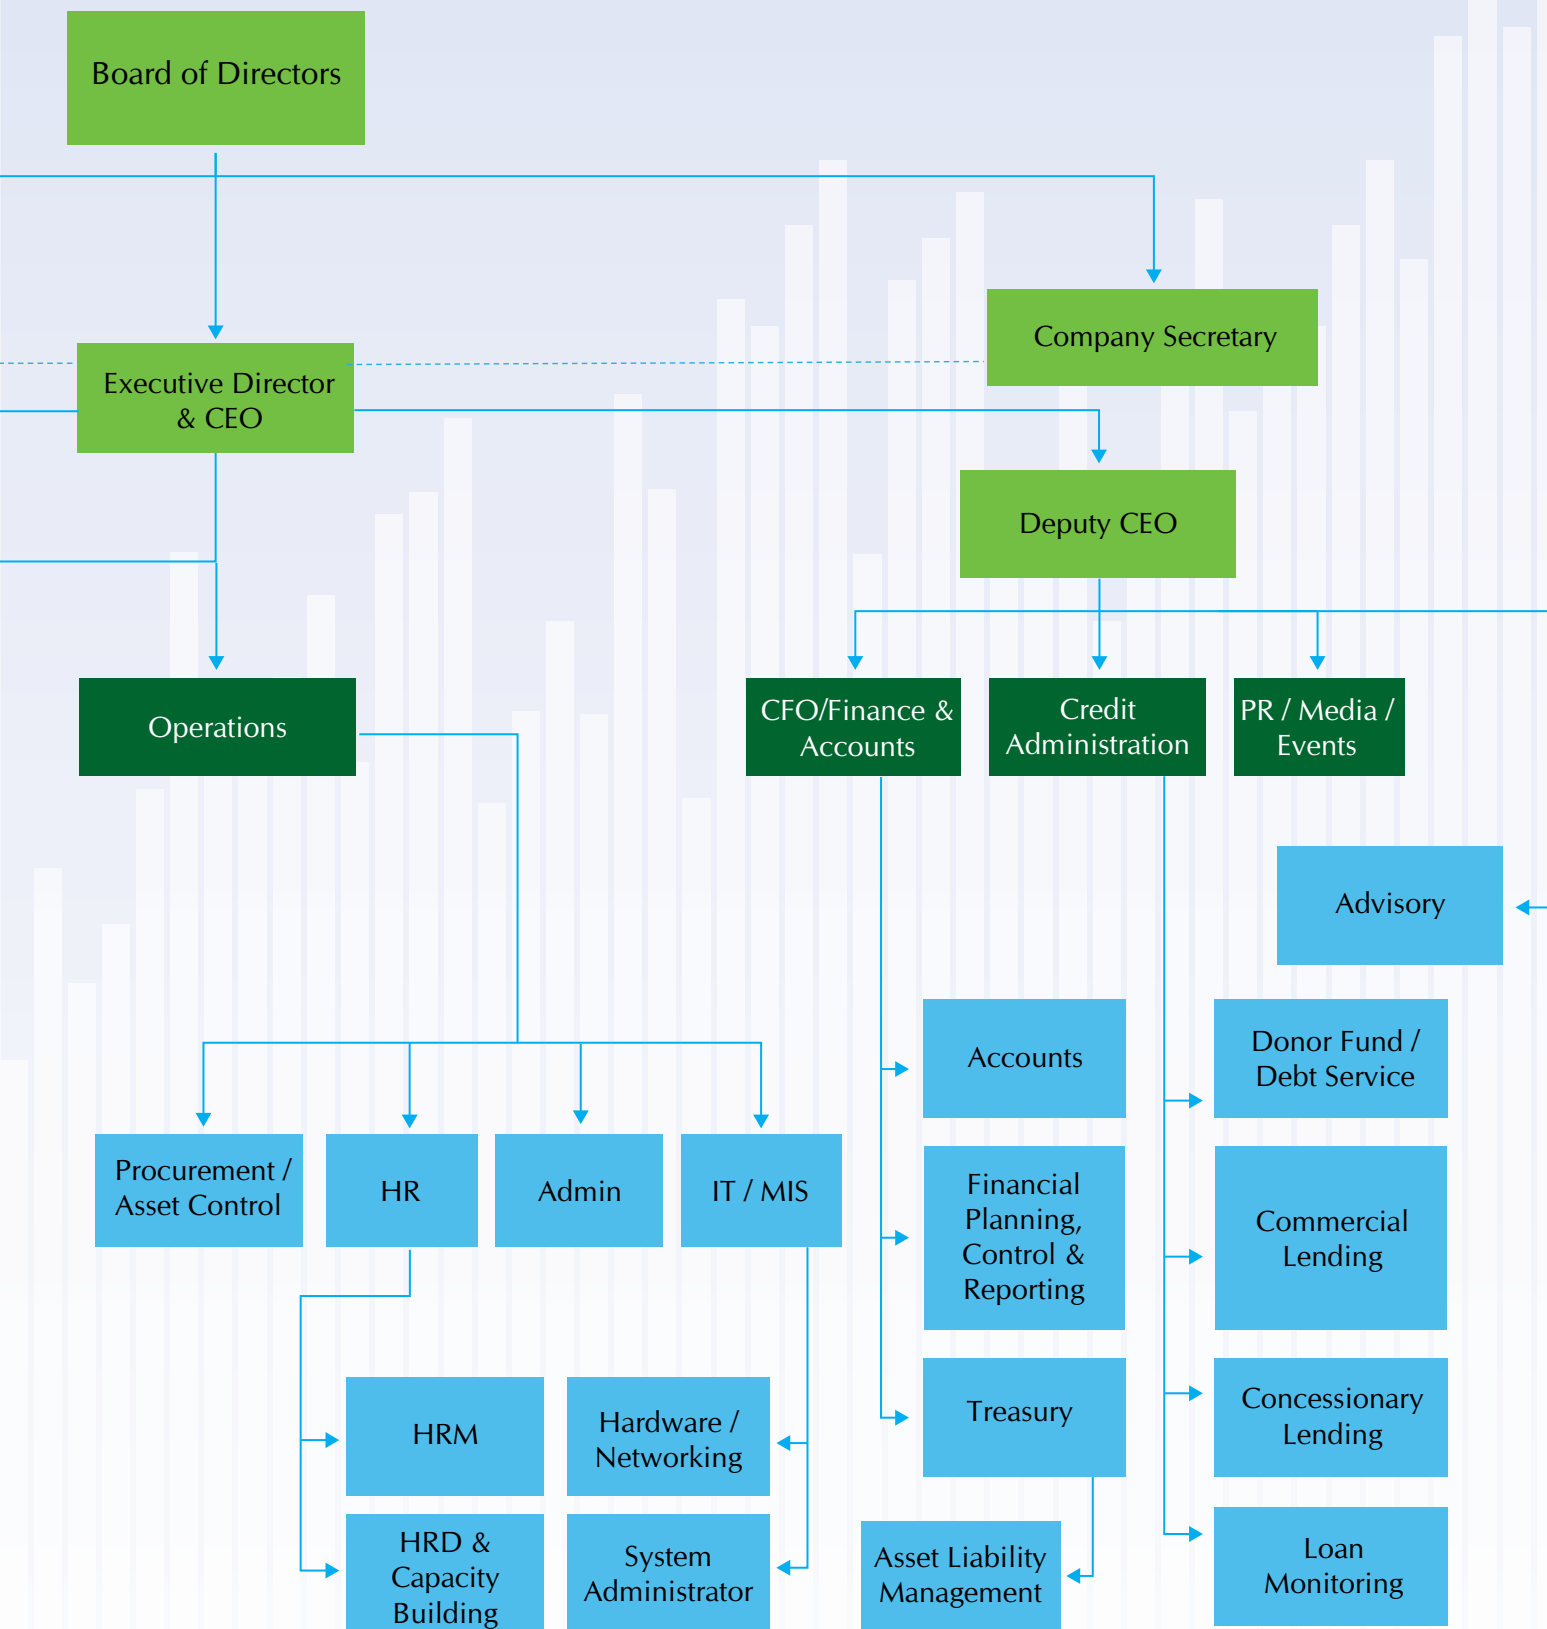 Board of Directors
Company Secretary
Executive Director
& CEO
Deputy CEO
Operations
CFO/Finance &
Accounts
Credit
Administration
PR / Media /
Events
Advisory
Accounts
Donor Fund /
Debt Service
Procurement /
Asset Control
HR
Admin
IT / MIS
Financial
Planning,
Control &
Reporting
Commercial
Lending
HRM
Hardware /
Networking
Treasury
Concessionary
Lending
HRD &
Capacity
Building
System
Administrator
Asset Liability
Management
Loan
Monitoring